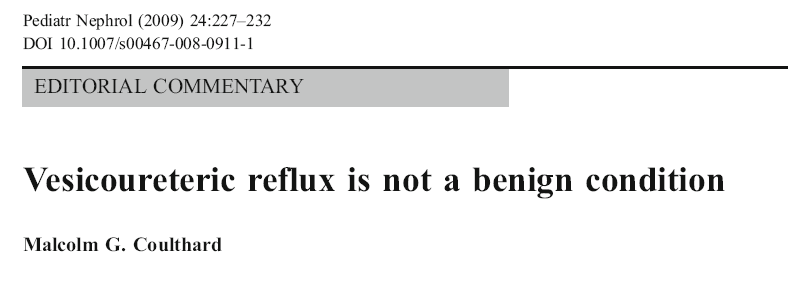 Pediatr Nephrol (2009) 24:227–232
DOI 10.1007/s00467-008-0911-1
EDITORIAL COMMENTARY
Vesicoureteric reflux is not a benign condition
Malcolm G. Coulthard